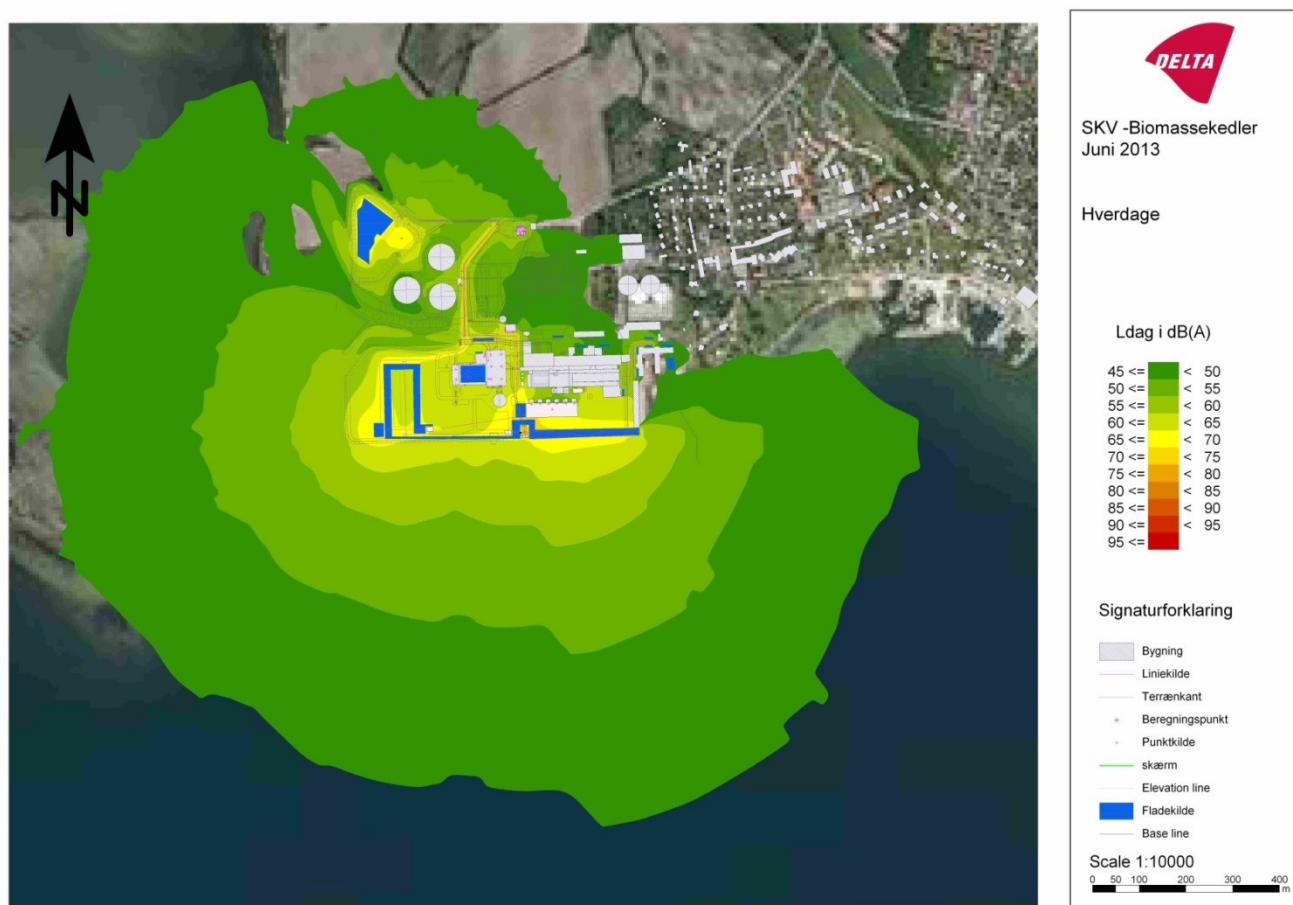 N
DELTA
SKV -Biomassekedler
Juni 2013
Hverdage
Ldag i dB(A)
45 <= < 50
50 <= < 55
55 <= < 60
60 <= < 65
65 <= < 70
70 <= < 75
75 <= < 80
80 <= < 85
85 <= < 90
90 <= < 95
95 <=
Signaturforklaring
Bygning
Liniekilde
Terrænkant
Beregningspunkt
Punktkilde
skærm
Elevation line
Fladekilde
Base line
Scale 1:10000
0 50 100 200 300 400
m